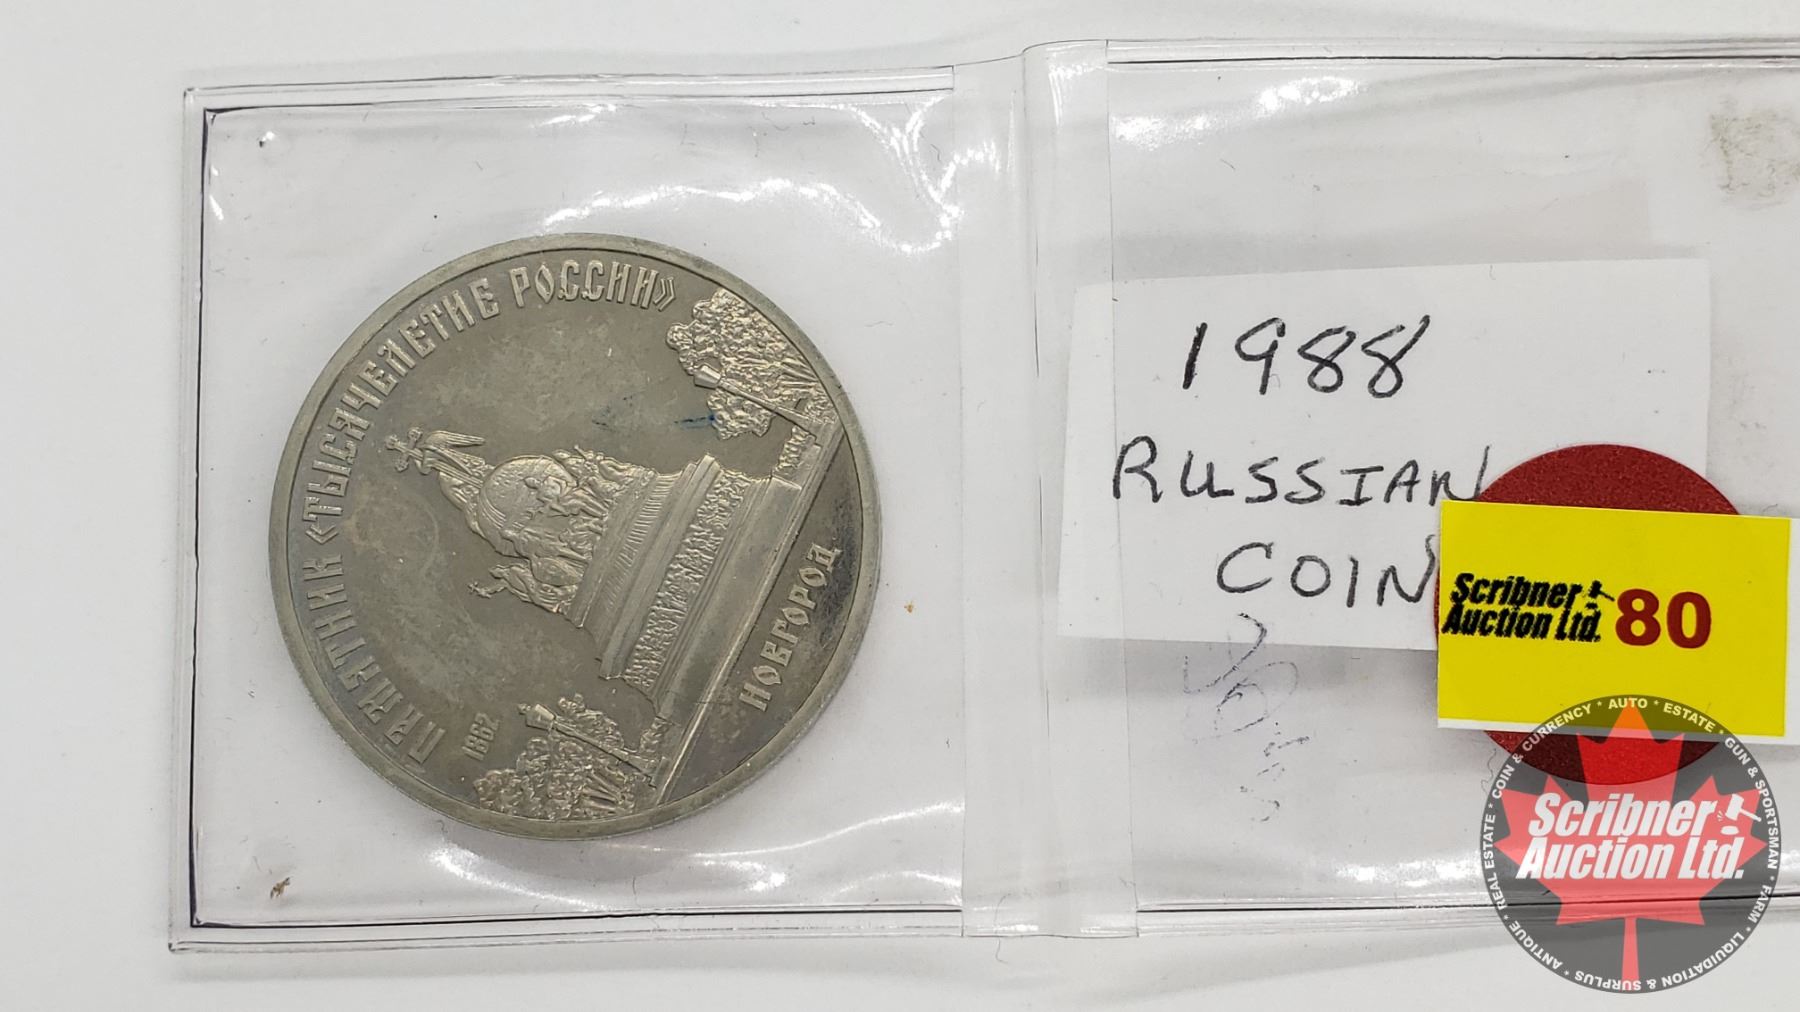 ПАМЯТНИК «ТЫСЯЧЕЛЕТИЕ РОССИИ»
1862
НОВГОРОД
1988
RUSSIAN
COIN
Scribner
Auction Ltd.
80
Scribner
Auction Ltd.
ANTIQUE * REAL ESTATE * COIN & CURRENCY * AUTO * ESTATE * GUN & SPORTSMAN * FARM * LIQUIDATION & SURPLUS *